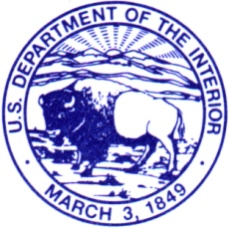 U.S. DEPARTMENT OF THE INTERIOR
MARCH 3, 1849